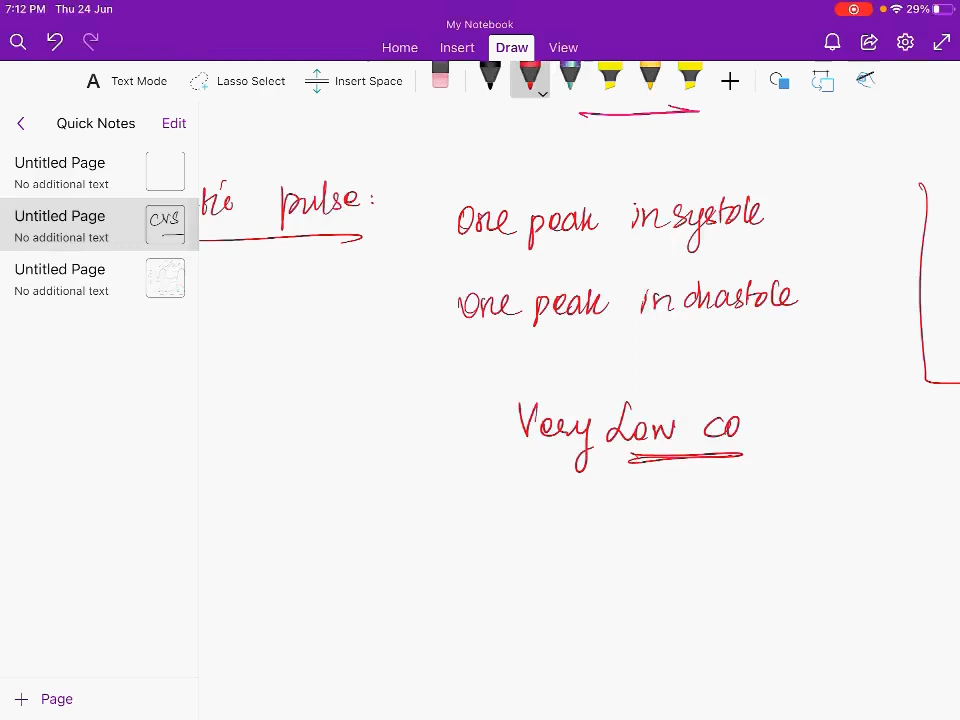 7:12 PM Thu 24 Jun
29%
My Notebook
Home Insert Draw View
Text Mode Lasso Select Insert Space
Quick Notes Edit
Untitled Page
No additional text
Untitled Page
No additional text
CNS
Untitled Page
No additional text
tic pulse:
One peak in systole
One peak in diastole
Very Low CO
Page